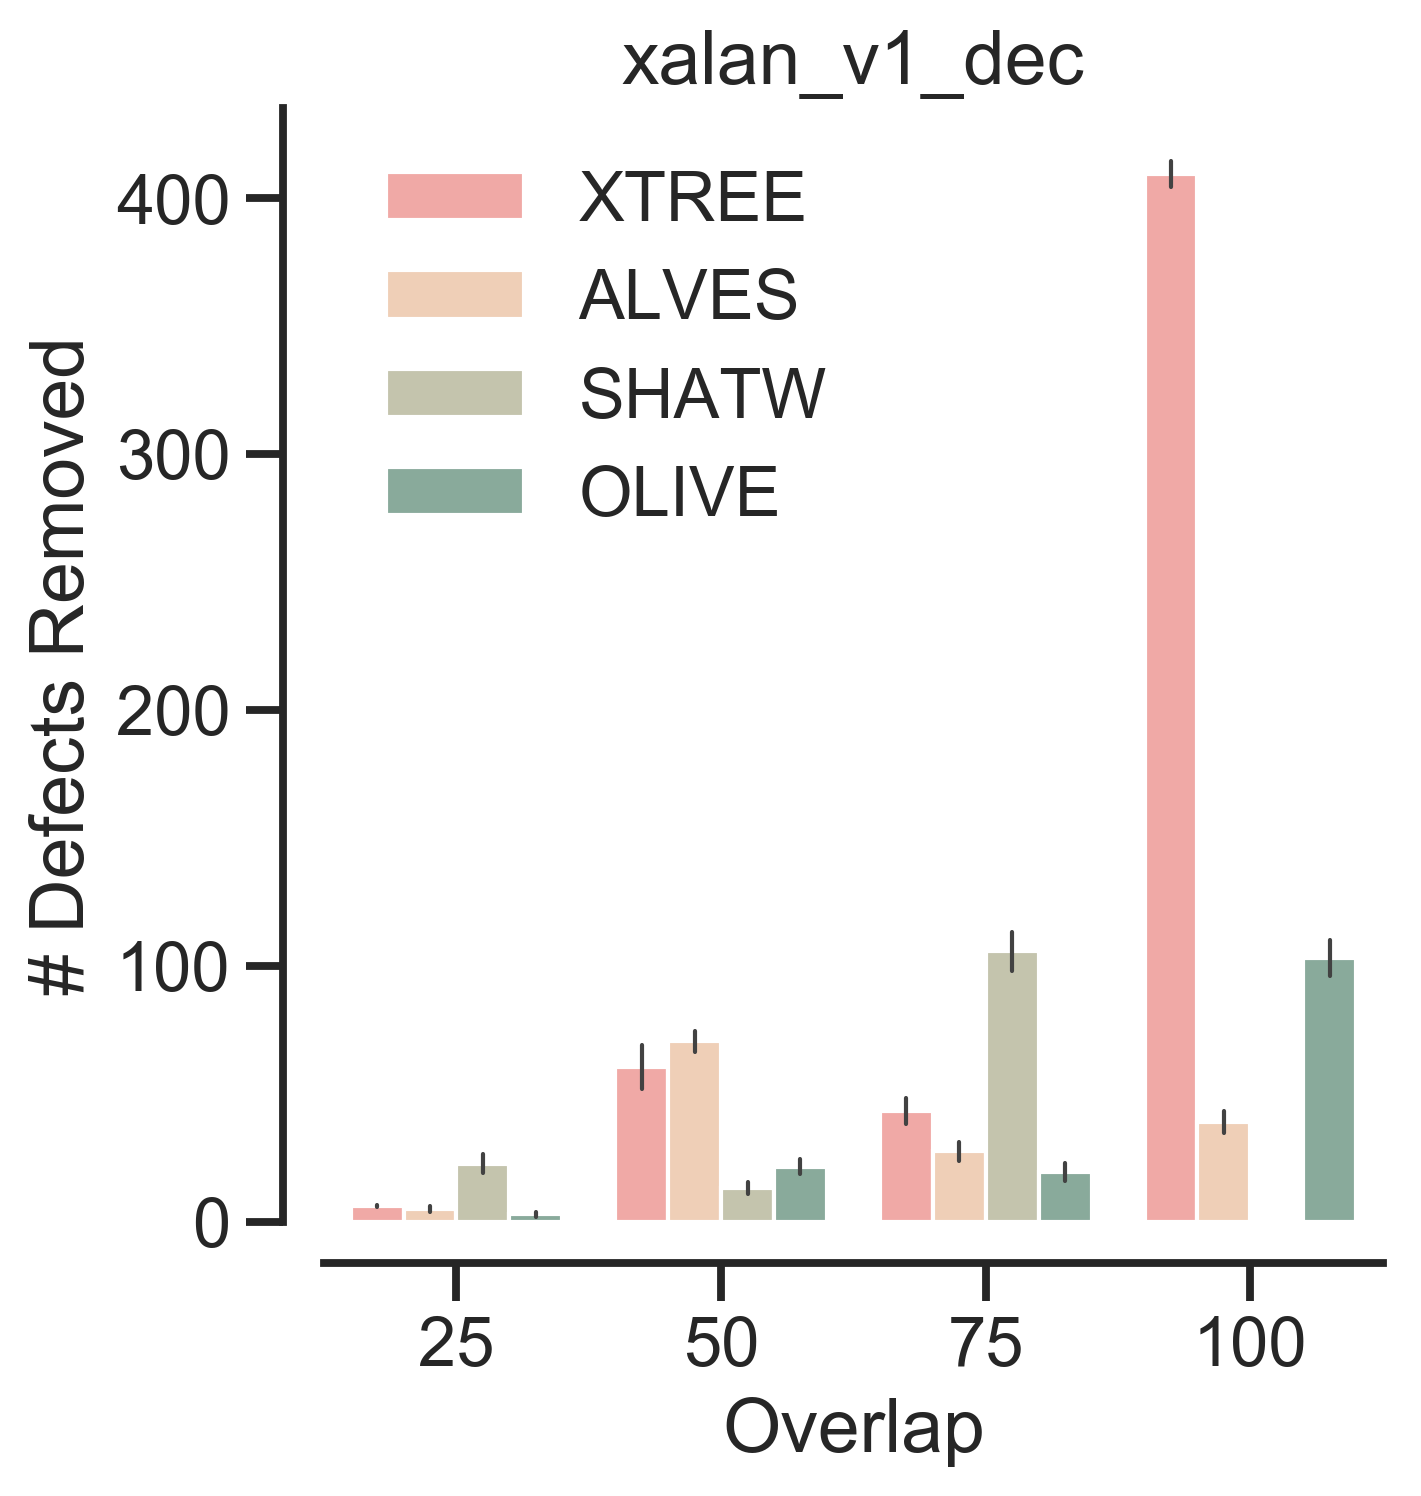 xalan_v1_dec
XTREE
ALVES
SHATW
OLIVE
# Defects Removed
400
300
200
100
0
25 50 75 100
Overlap